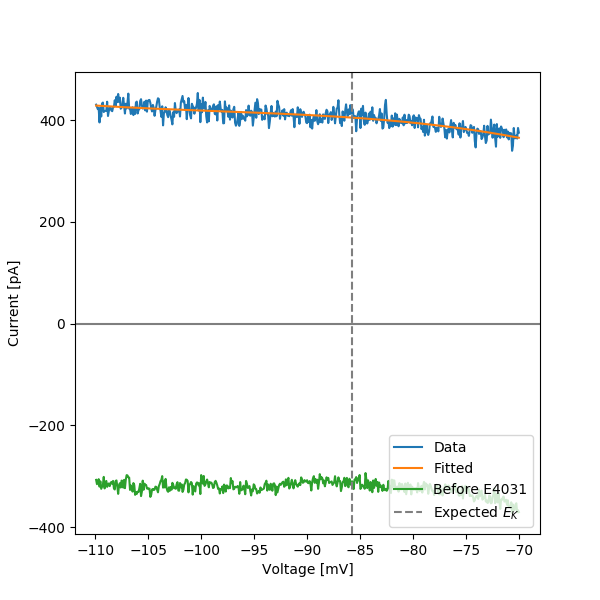 400
200
0
−200
−400
Current [pA]
Data
Fitted
Before E4031
Expected E_K
−110
−105
−100
−95
−90
−85
−80
−75
−70
Voltage [mV]